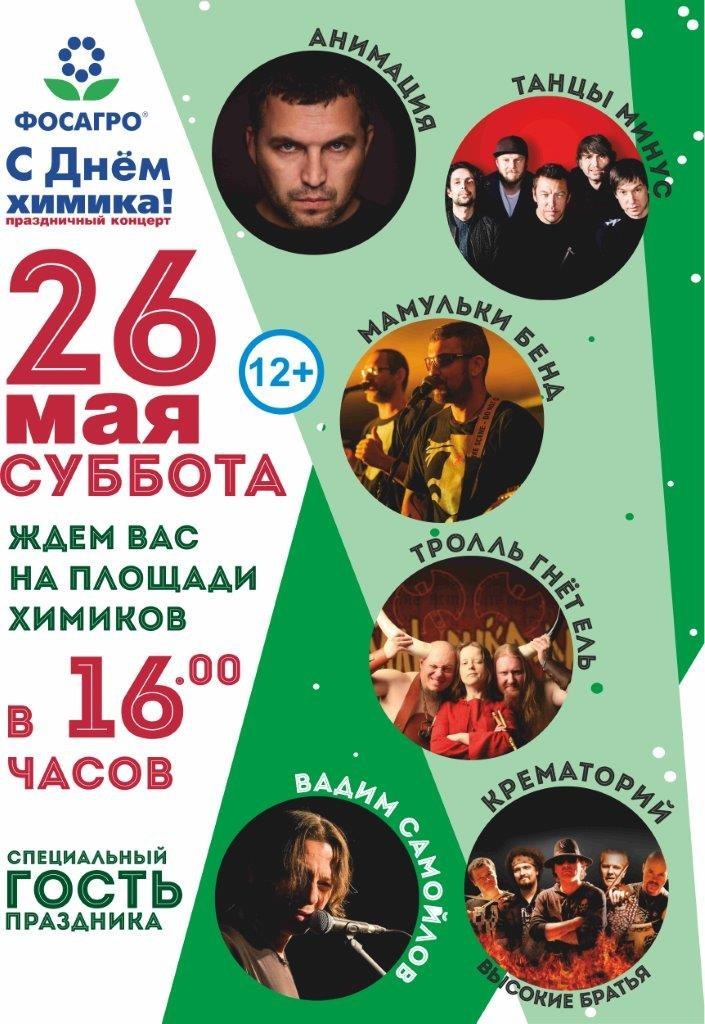 ФОСАГРО®
С Днём
химика!
праздничный концерт
26
мая
СУББОТА
12+
ЖДЕМ ВАС
НА ПЛОЩАДИ
ХИМИКОВ
В 16.00
ЧАСОВ
СПЕЦИАЛЬНЫЙ
ГОСТЬ
ПРАЗДНИКА
АНИМАЦИЯ
ТАНЦЫ МИНУС
МАМУЛЬКИ БЕНД
ТРОЛЛЬ ГНЁТ ЕЛЬ
ВАДИМ САМОЙЛОВ
КРЕМАТОРИЙ
ВЫСОКИЕ БРАТЬЯ